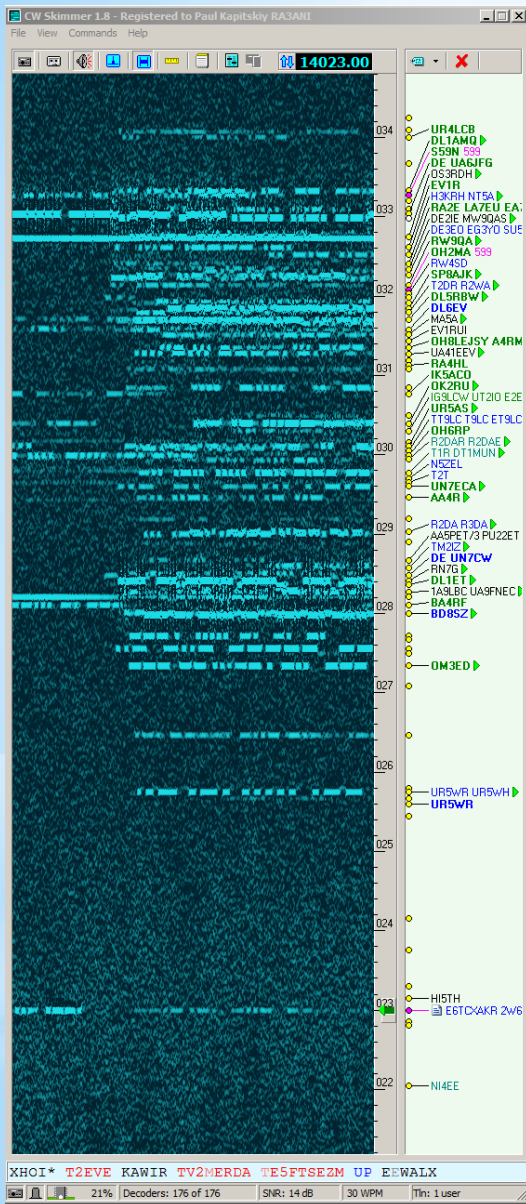 CW Skimmer 1.8 - Registered to Paul Kapitskiy RA3ANI
File View Commands Help
14023.00
034
033
032
031
030
029
028
027
026
025
024
023
022
UR4LCB
DL1AMQ
S59N 599
DE UA6JFG
OS3RDH
EV1R
H3KRH NT5A
RA2E LA7EU EA7
DE2IE MW9QAS
DE3EO EG3YO SU5
RW9QA
OH2MA 599
RW4SD
SP8AJK
T2DR R2WA
DL5RBW
DL6EV
MA5A
EV1RUI
OH8LEJSY A4RM
UA41EEV
RA4HL
IK5ACO
OK2RU
IG9LCW UT2IO E2E
UR5AS
TT9LC T9LC ET9LC
OH6RP
R2DAR R2DAE
T1R DT1MUN
N5ZEL
T2T
UN7ECA
AA4R
R2DA R3DA
AA5PET/3 PU22ET
TM2IZ
DE UN7CW
RN7G
DL1ET
1A9LBC UA9FNEC
BA4RF
BD8SZ
OM3ED
UR5WR UR5WH
UR5WR
HI5TH
E6TCXAKR 2W6
NI4EE
XHOI* T2EVE KAWIR TV2MERDA TE5FTSEZM UP EEWALX
21% Decoders: 176 of 176 SNR: 14 dB 30 WPM Tln: 1 user